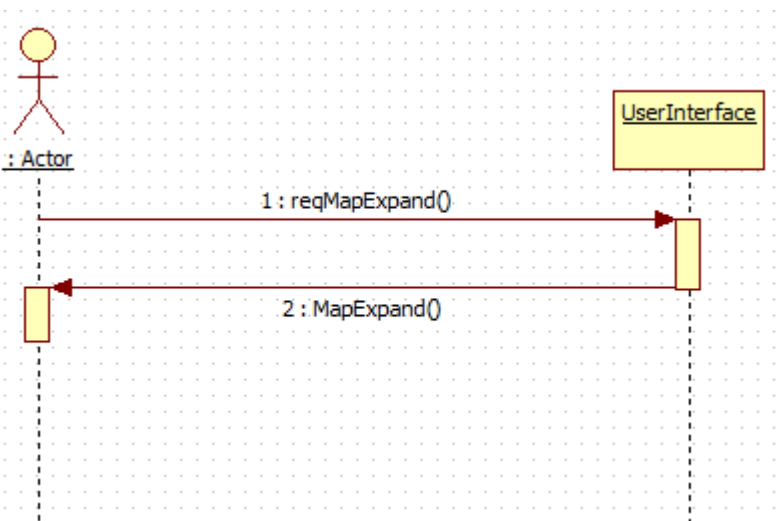 : Actor
UserInterface
1 : reqMapExpand()
2 : MapExpand()